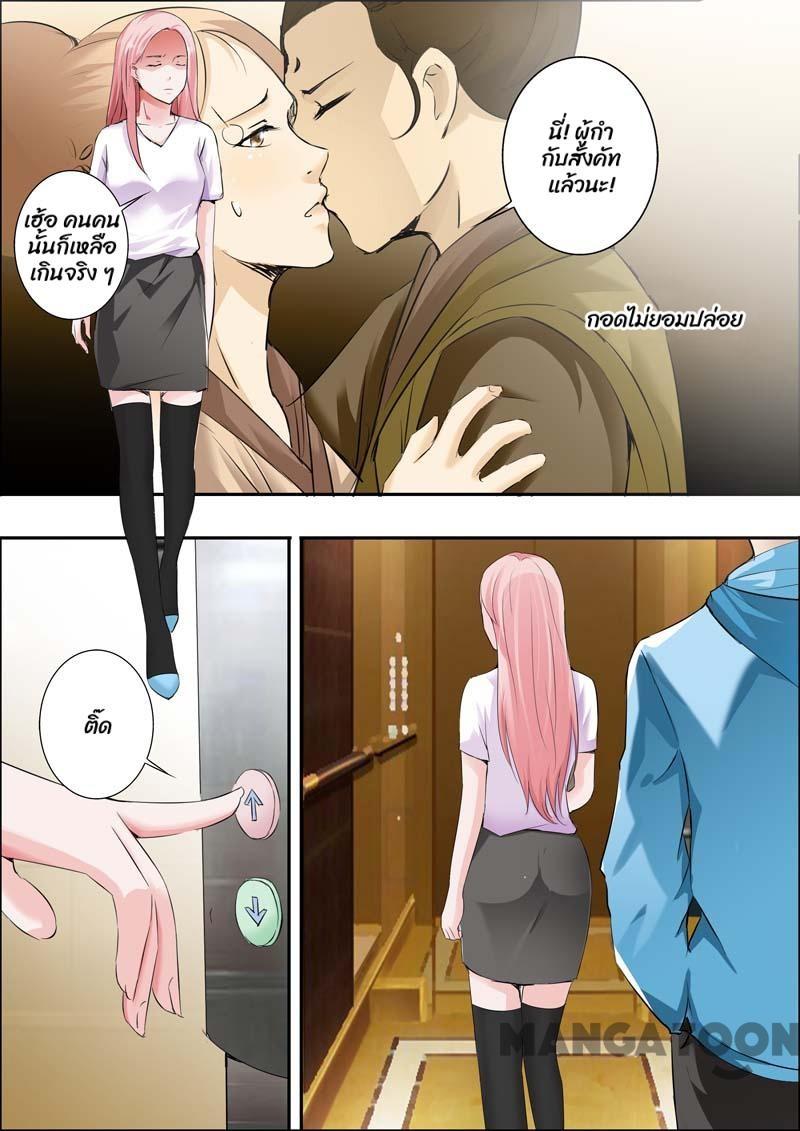 นี่! ผู้กำ
กับสั่งคัท
แล้วนะ!
เฮ้อ คนคน
นั้นก็เหลือ
เกินจริง ๆ
กอดไม่ยอมปล่อย
ติ๊ด
MANGATOON